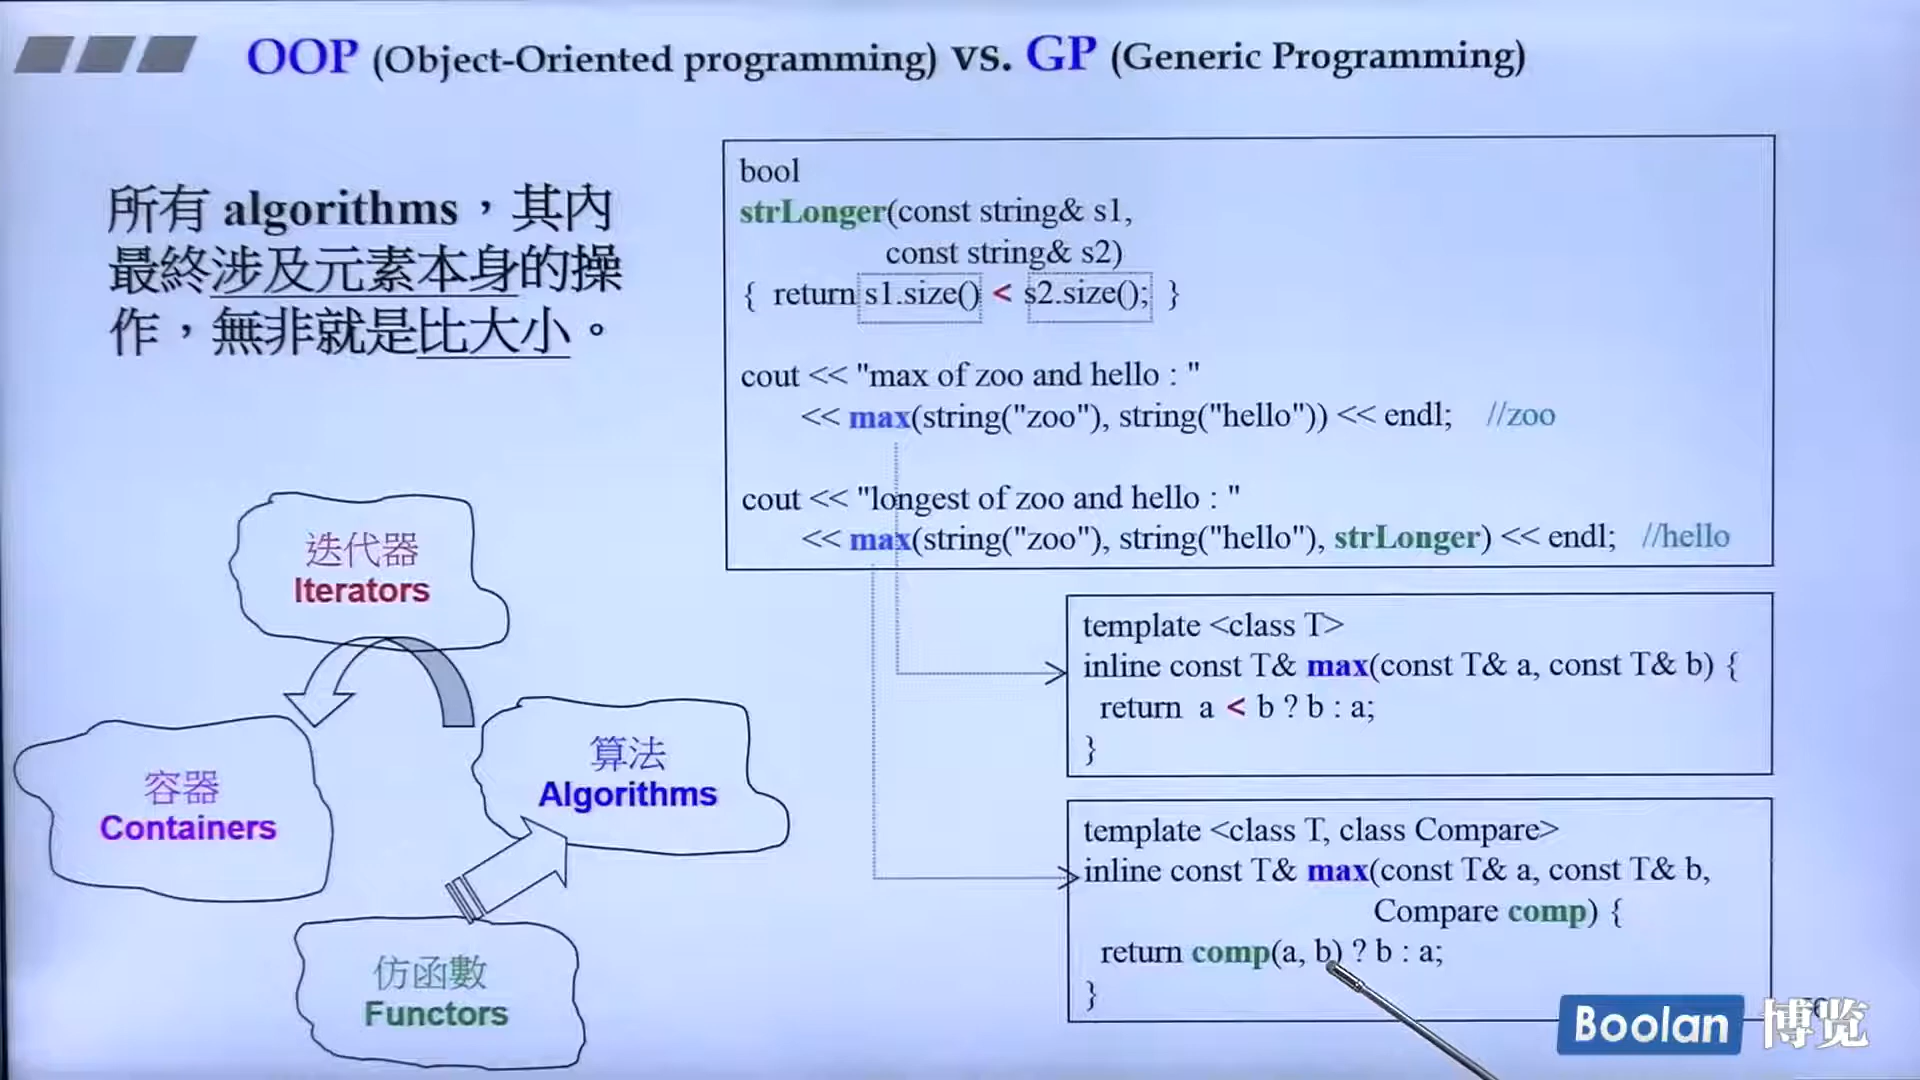 OOP (Object-Oriented programming) vs. GP (Generic Programming)
所有 algorithms，其內
最終涉及元素本身的操
作，無非就是比大小。
bool
strLonger(const string& s1,
const string& s2)
{ return s1.size() < s2.size(); }
cout << "max of zoo and hello : "
<< max(string("zoo"), string("hello")) << endl; //zoo
cout << "longest of zoo and hello : "
<< max(string("zoo"), string("hello"), strLonger) << endl; //hello
迭代器
Iterators
容器
Containers
算法
Algorithms
仿函數
Functors
template <class T>
inline const T& max(const T& a, const T& b) {
return a < b ? b : a;
}
template <class T, class Compare>
inline const T& max(const T& a, const T& b,
Compare comp) {
return comp(a, b) ? b : a;
}
Boolan 博览